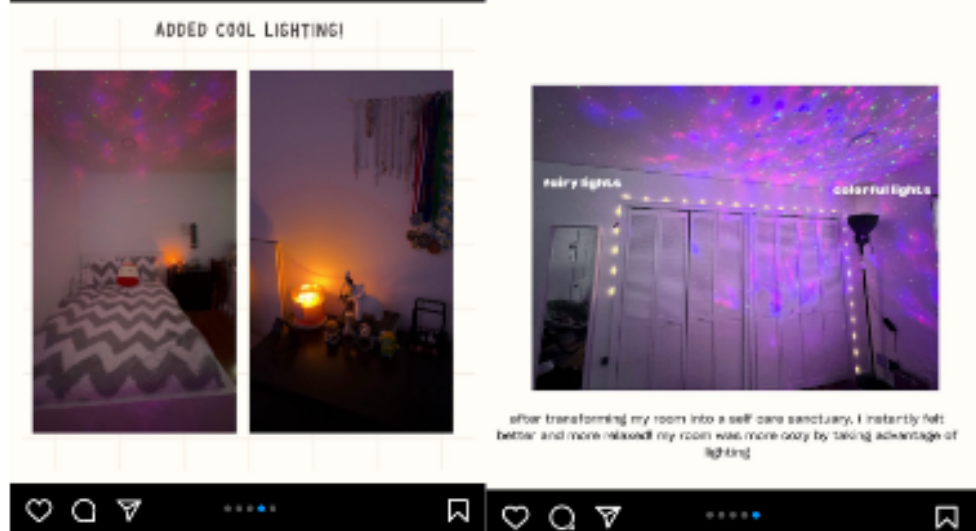 ADDED COOL LIGHTING!
fairy lights
colorful lights
after transforming my room into a self care sanctuary, i instantly felt
better and more relaxed! my room was more cozy by taking advantage of
lighting